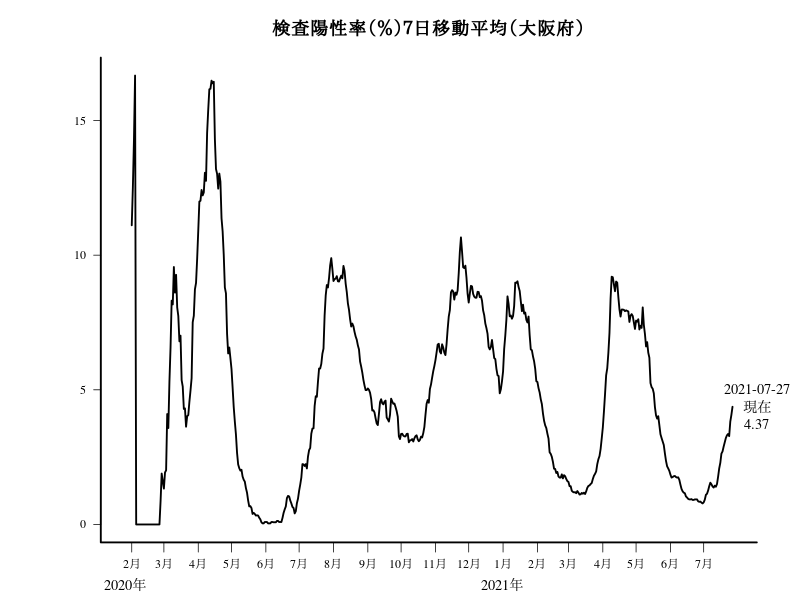 検査陽性率(%)7日移動平均(大阪府)
15
10
5
0
2021-07-27
現在
4.37
2月 3月 4月 5月 6月 7月 8月 9月 10月 11月 12月 1月 2月 3月 4月 5月 6月 7月
2020年 2021年